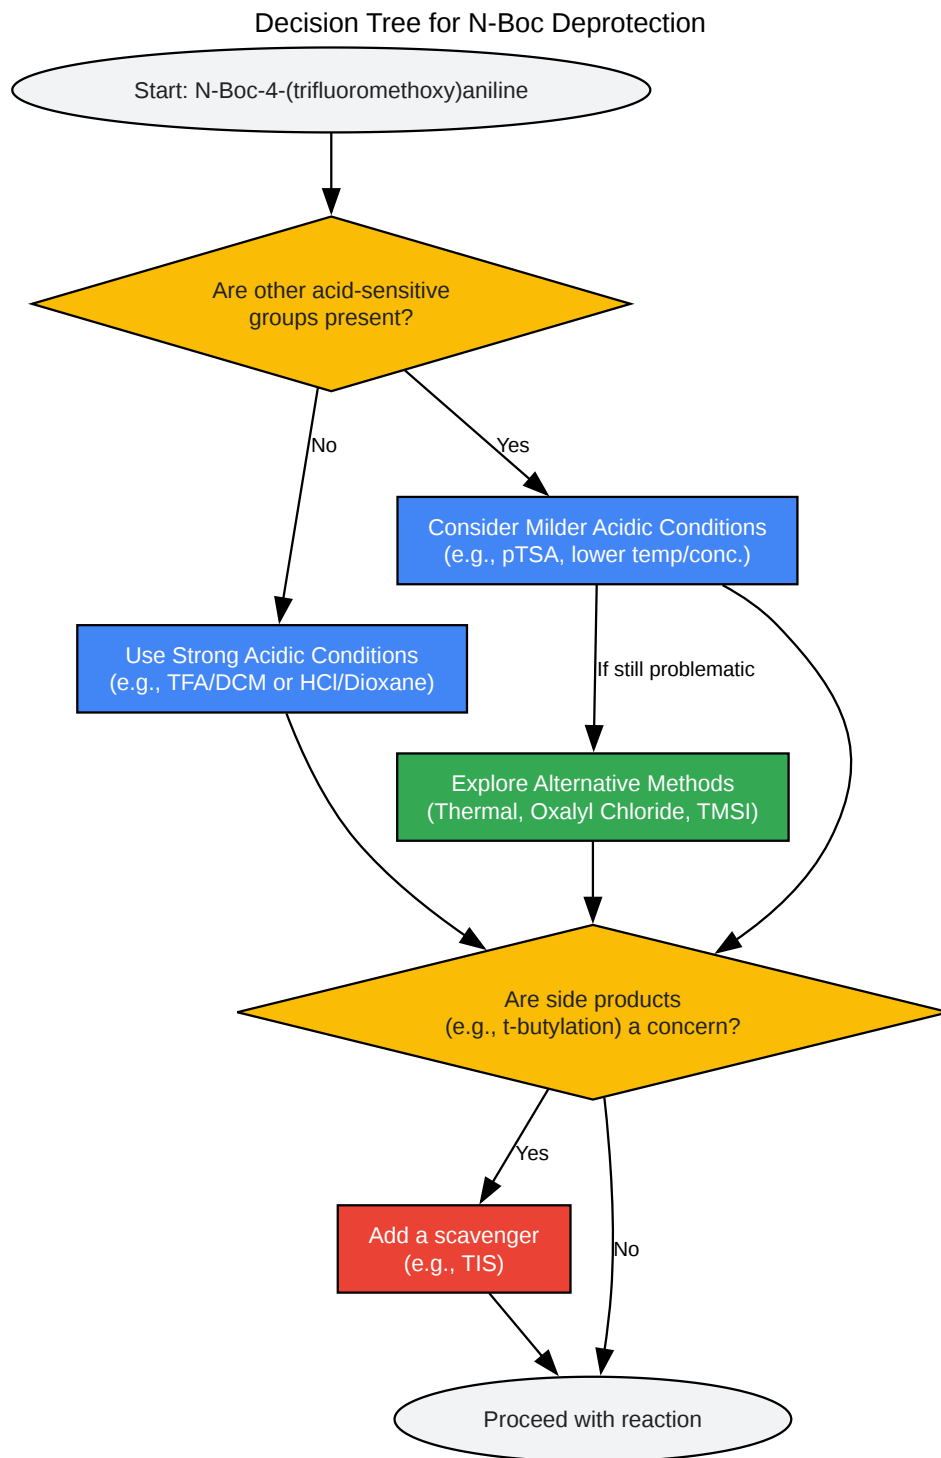 Decision Tree for N-Boc Deprotection
Start: N-Boc-4-(trifluoromethoxy)aniline
Are other acid-sensitive
groups present?
No
Yes
Consider Milder Acidic Conditions
(e.g., pTSA, lower temp/conc.)
Use Strong Acidic Conditions
(e.g., TFA/DCM or HCl/Dioxane)
If still problematic
Explore Alternative Methods
(Thermal, Oxalyl Chloride, TMSI)
Are side products
(e.g., t-butylation) a concern?
Yes
Add a scavenger
(e.g., TIS)
No
Proceed with reaction